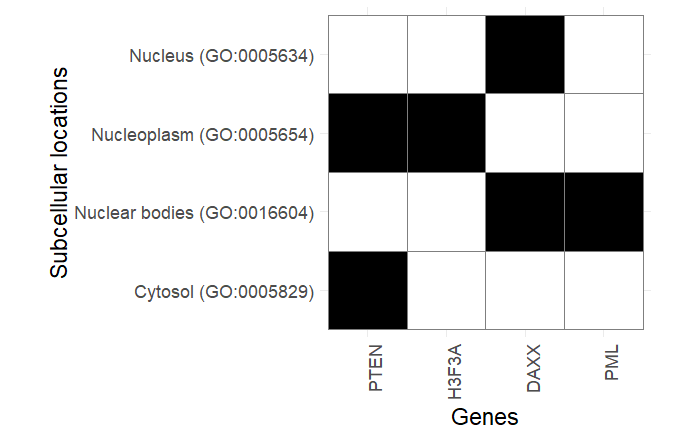 Subcellular locations
Nucleus (GO:0005634)
Nucleoplasm (GO:0005654)
Nuclear bodies (GO:0016604)
Cytosol (GO:0005829)
PTEN
H3F3A
DAXX
PML
Genes